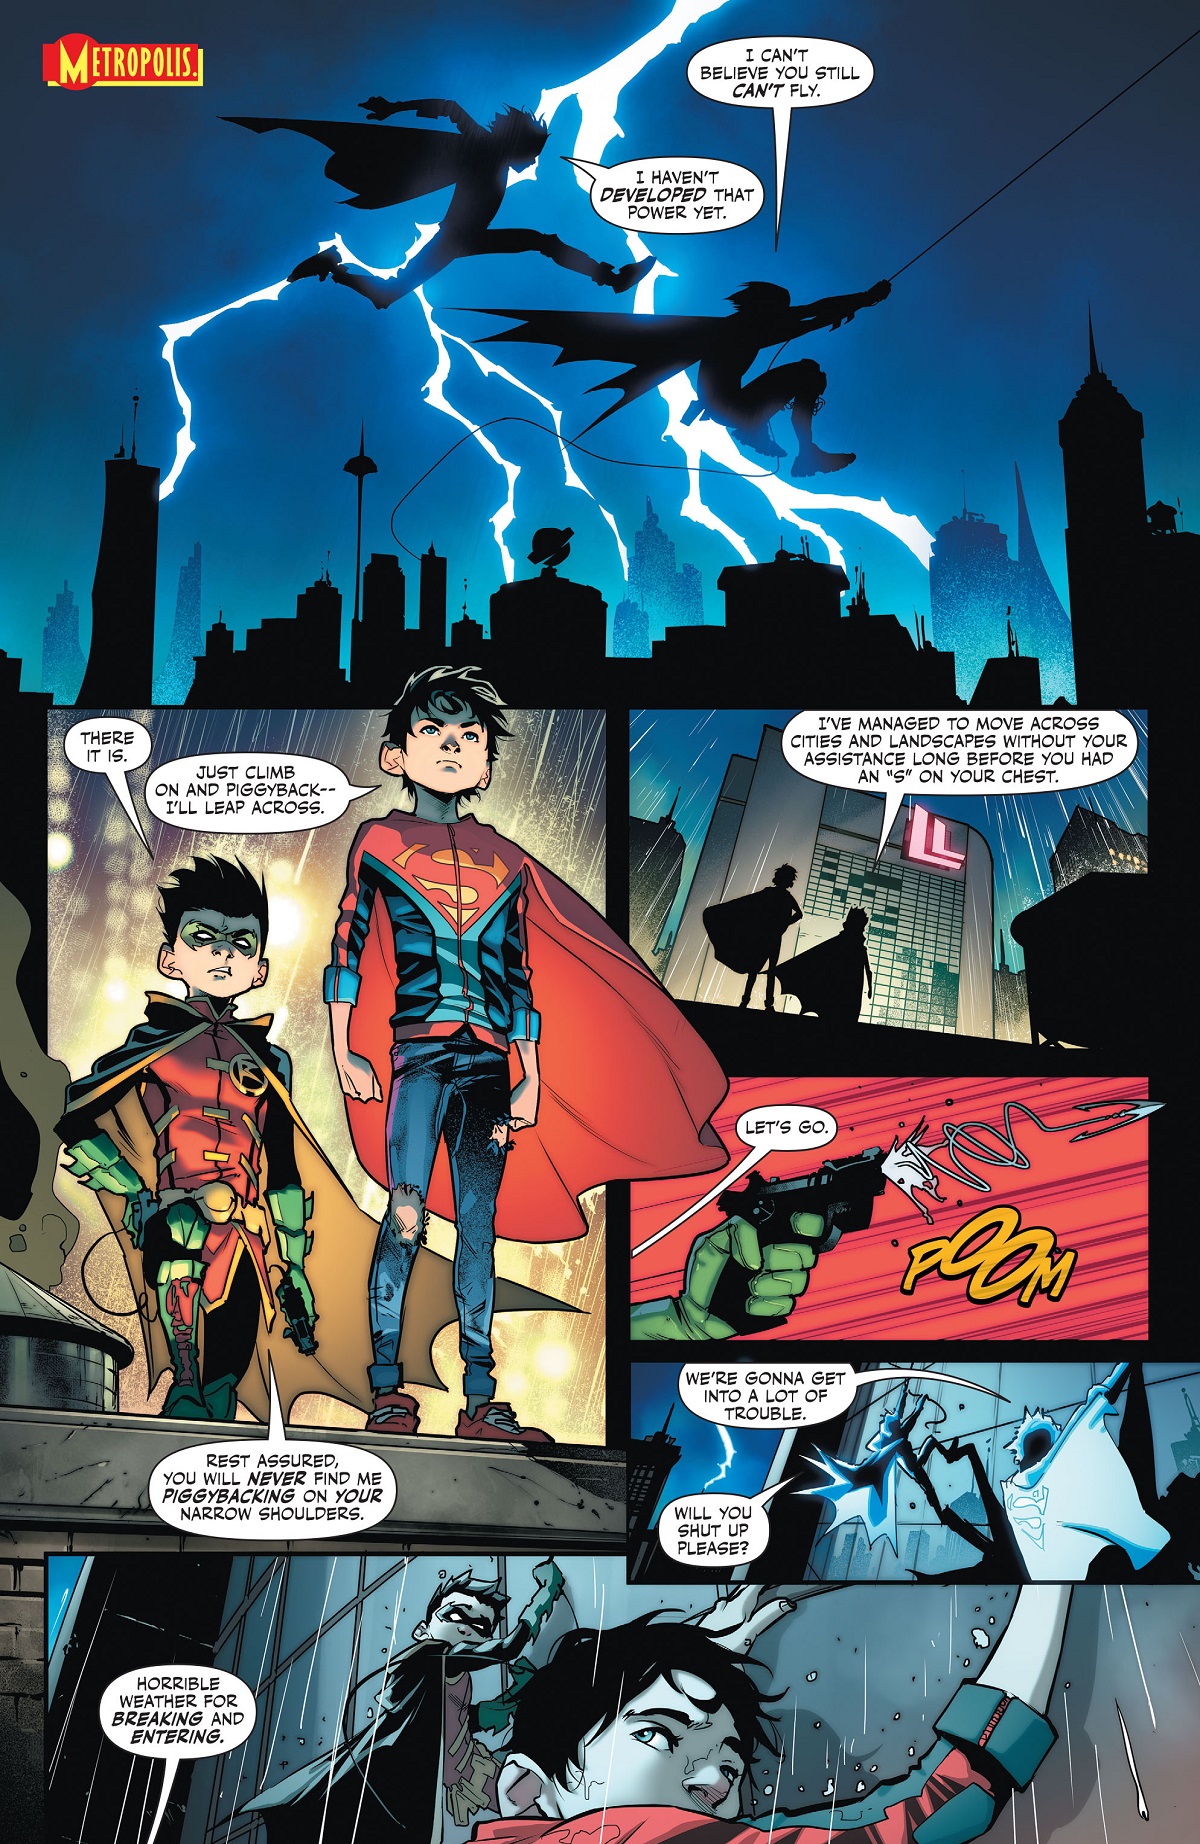 METROPOLIS.
I CAN'T
BELIEVE YOU STILL
CAN'T FLY.
I HAVEN'T
DEVELOPED THAT
POWER YET.
THERE
IT IS.
JUST CLIMB
ON AND PIGGYBACK--
I'LL LEAP ACROSS.
S
R
REST ASSURED,
YOU WILL NEVER FIND ME
PIGGYBACKING ON YOUR
NARROW SHOULDERS.
I'VE MANAGED TO MOVE ACROSS
CITIES AND LANDSCAPES WITHOUT YOUR
ASSISTANCE LONG BEFORE YOU HAD
AN "S" ON YOUR CHEST.
LL
LET'S GO.
POOM
WE'RE GONNA GET
INTO A LOT OF
TROUBLE.
S
WILL YOU
SHUT UP
PLEASE?
HORRIBLE
WEATHER FOR
BREAKING AND
ENTERING.